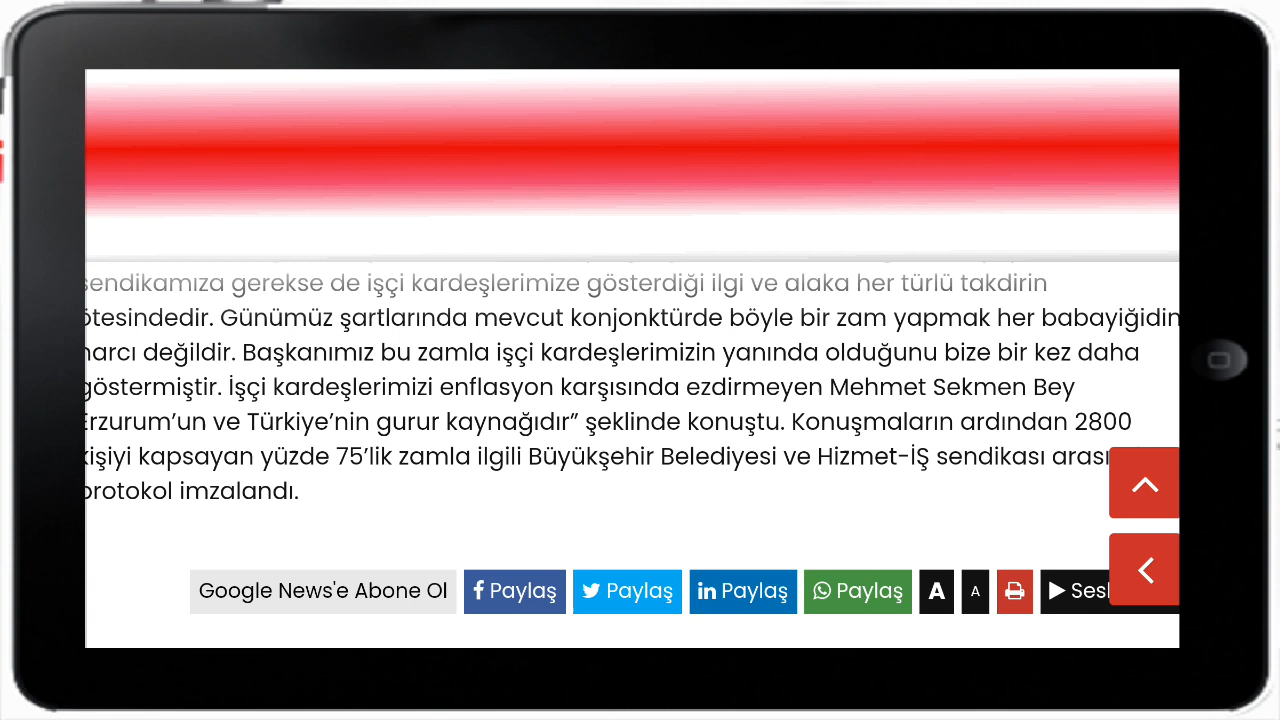 sendikamıza gerekse de işçi kardeşlerimize gösterdiği ilgi ve alaka her türlü takdirin
ötesindedir. Günümüz şartlarında mevcut konjonktürde böyle bir zam yapmak her babayiğidin
harcı değildir. Başkanımız bu zamla işçi kardeşlerimizin yanında olduğunu bize bir kez daha
göstermiştir. İşçi kardeşlerimizi enflasyon karşısında ezdirmeyen Mehmet Sekmen Bey
Erzurum’un ve Türkiye’nin gurur kaynağıdır” şeklinde konuştu. Konuşmaların ardından 2800
kişiyi kapsayan yüzde 75’lik zamla ilgili Büyükşehir Belediyesi ve Hizmet-İŞ sendikası
protokol imzalandı.
Google News'e Abone Ol Paylaş Paylaş Paylaş Paylaş A A